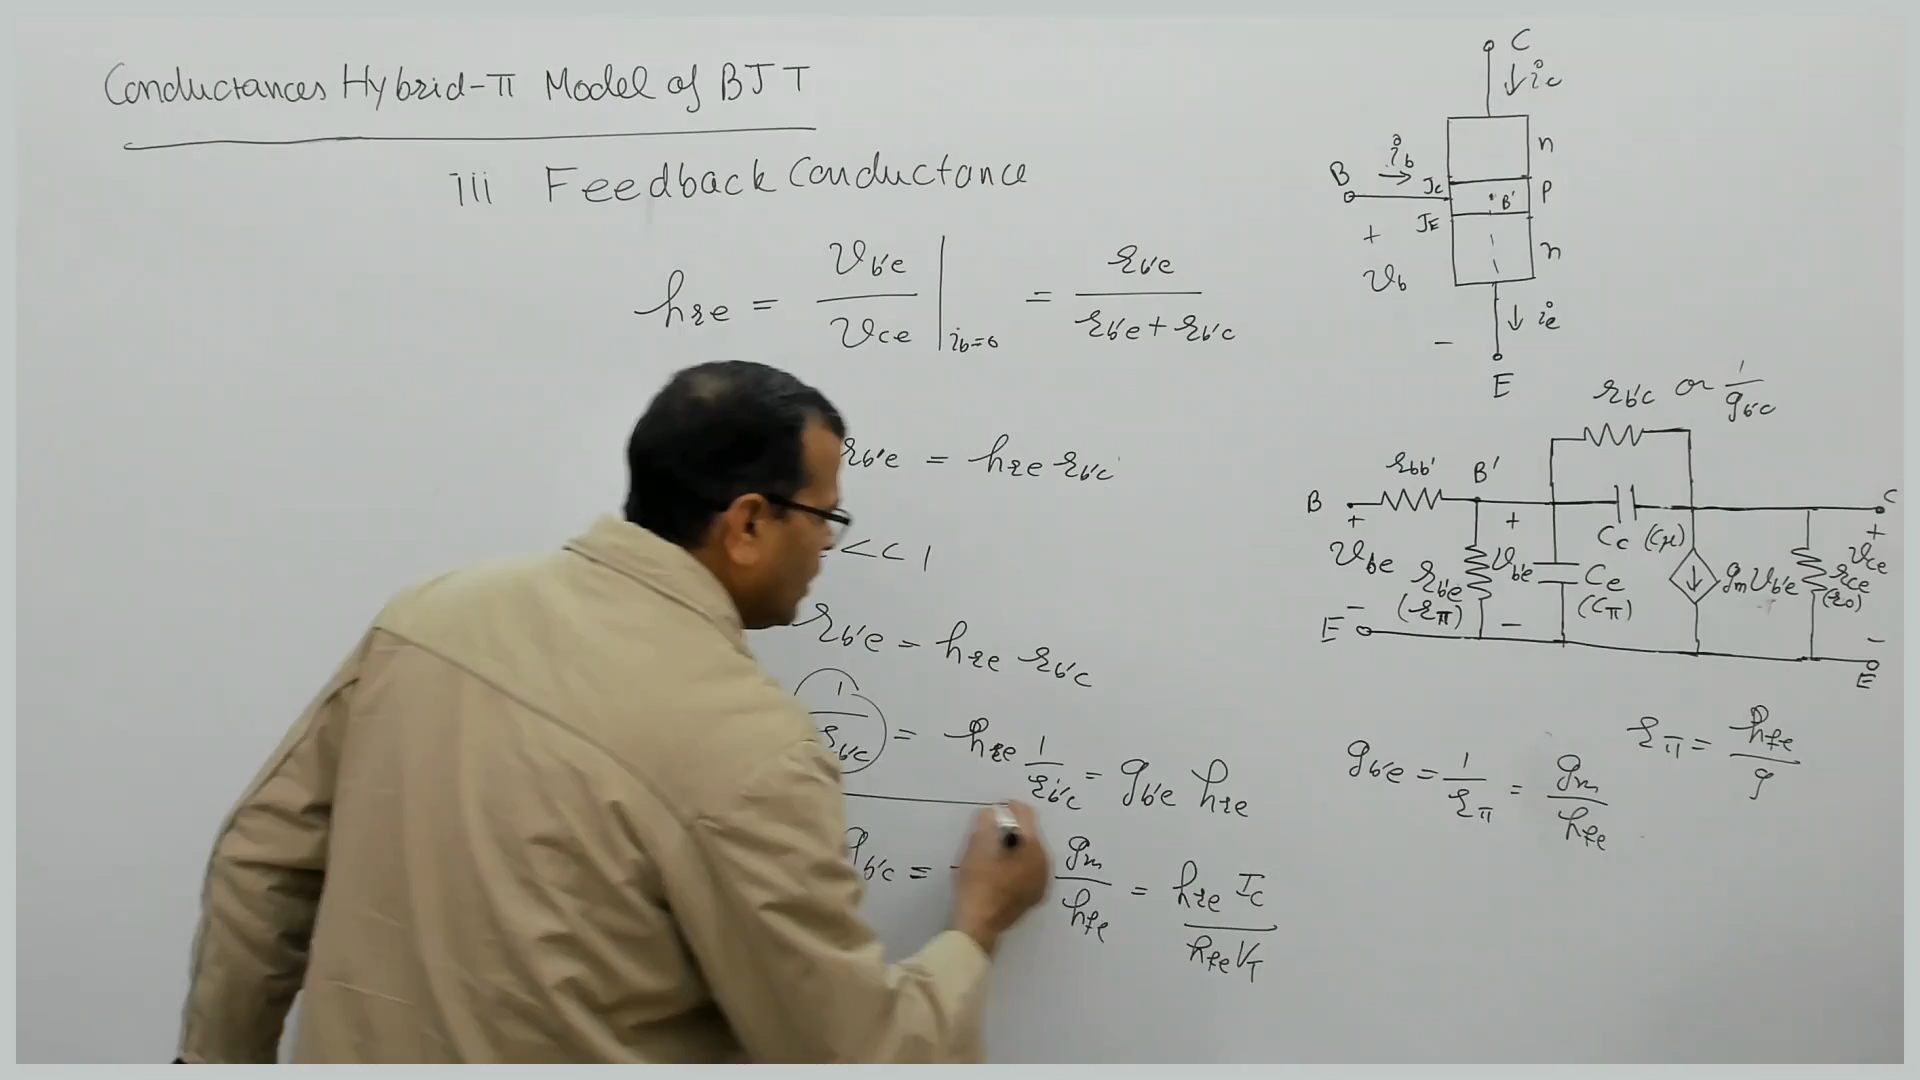 Conductances Hybrid-π Model of BJT
iii Feedback Conductance
hre = vb'e / vce | ib=0 = rb'e / (rb'e + rb'c)
rb'e = hre rb'c
<< 1
rb'e = hre rb'c
1 / rb'c = hre 1 / rb'c = gb'e hre
gb'c = gm / hfe = hre IC / hfe VT
C
ic
n
B
ib
JC
B'
P
JE
+
vb
n
ie
-
E
rb'c or 1 / gb'c
B
rbb'
B'
C
+
vbe
-
rb'e
(rπ)
+
vb'e
-
Ce
(Cπ)
Cc (Cμ)
gm vb'e
rce
(r0)
+
vce
-
E
E
gb'e = 1 / rπ = gm / hfe
rπ = hfe / g